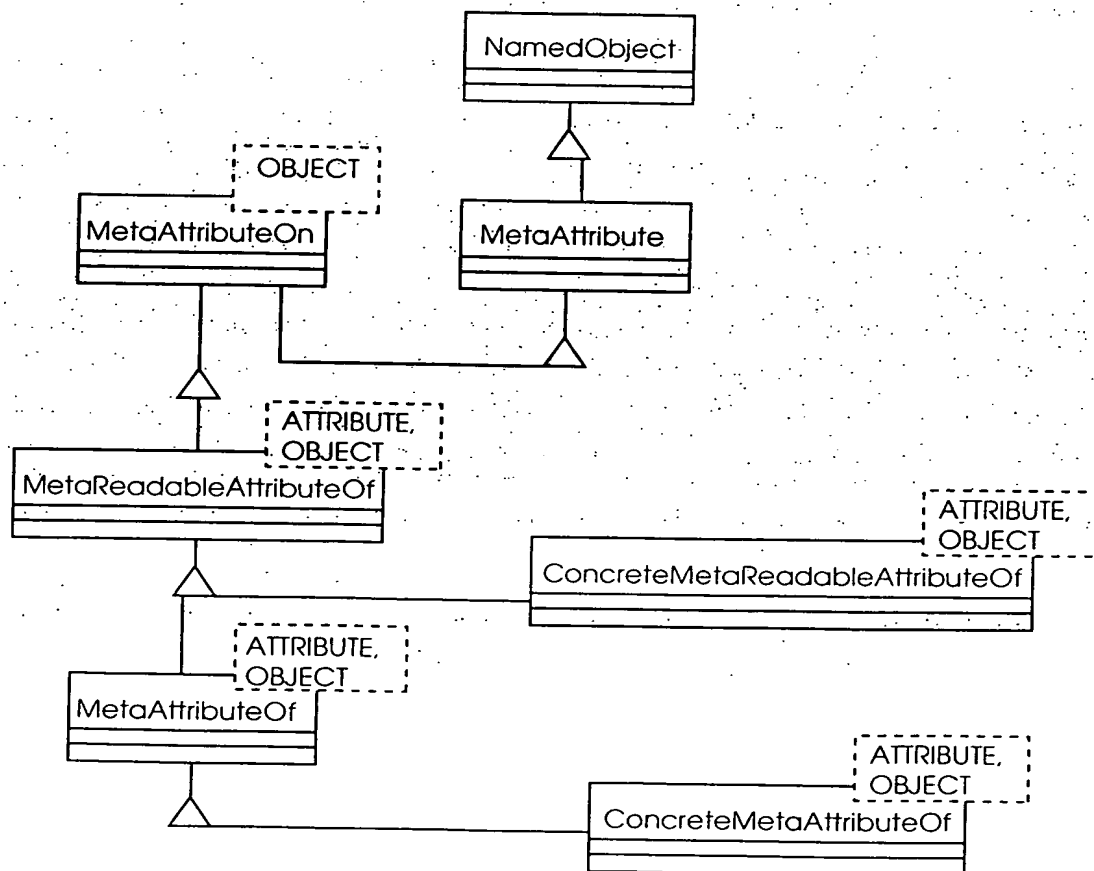 NamedObject
OBJECT
MetaAttributeOn
MetaAttribute
ATTRIBUTE,
OBJECT
MetaReadableAttributeOf
ATTRIBUTE,
OBJECT
ConcreteMetaReadableAttributeOf
ATTRIBUTE,
OBJECT
MetaAttributeOf
ATTRIBUTE,
OBJECT
ConcreteMetaAttributeOf